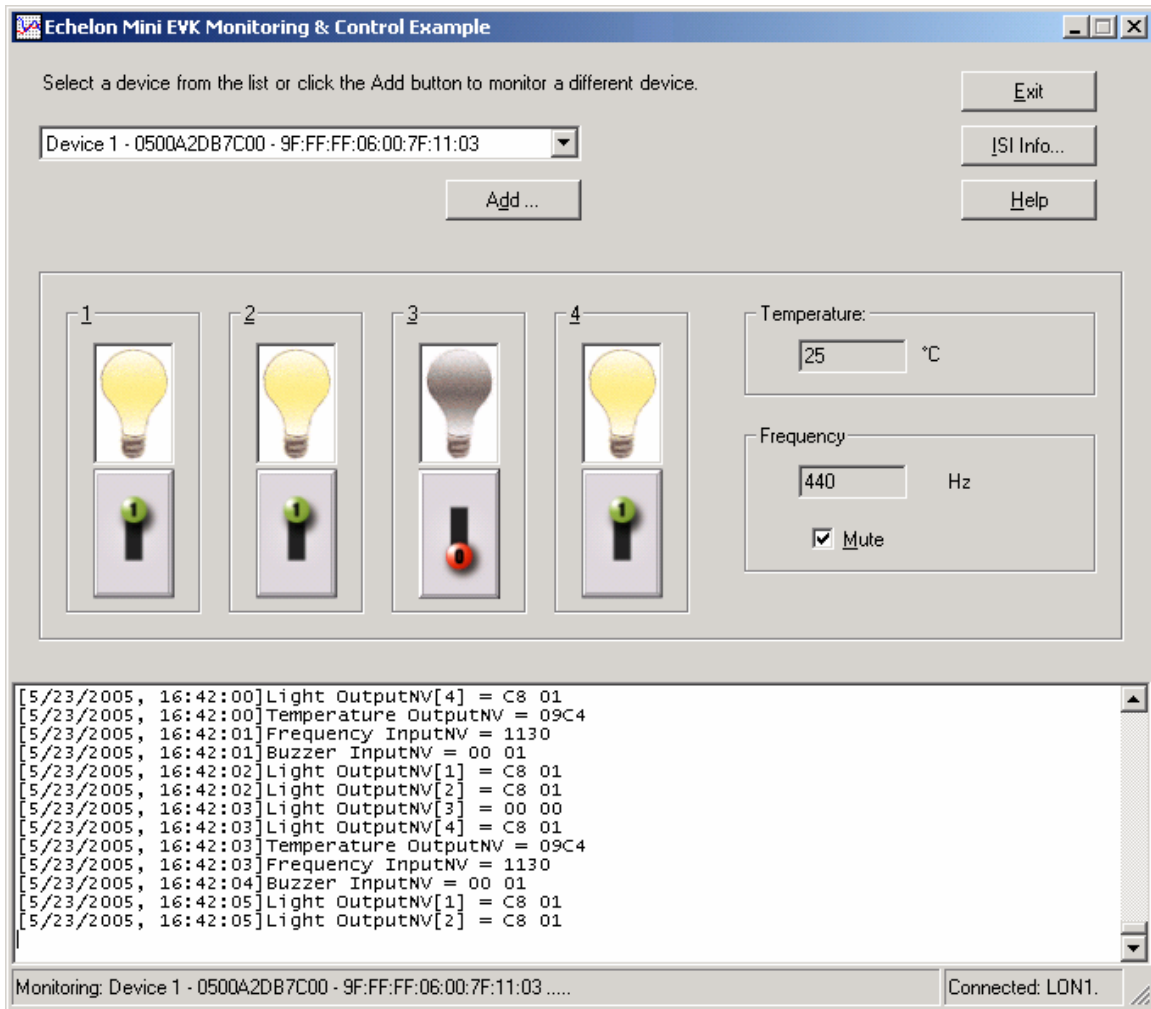 Echelon Mini EVK Monitoring & Control Example
Select a device from the list or click the Add button to monitor a different device.
Exit
Device 1 - 0500A2DB7C00 - 9F:FF:FF:06:00:7F:11:03
ISI Info...
Add ...
Help
1
2
3
4
Temperature:
25 °C
Frequency
440 Hz
Mute
1
1
0
1
[5/23/2005, 16:42:00]Light OutputNV[4] = C8 01
[5/23/2005, 16:42:00]Temperature OutputNV = 09C4
[5/23/2005, 16:42:01]Frequency InputNV = 1130
[5/23/2005, 16:42:01]Buzzer InputNV = 00 01
[5/23/2005, 16:42:02]Light OutputNV[1] = C8 01
[5/23/2005, 16:42:02]Light OutputNV[2] = C8 01
[5/23/2005, 16:42:03]Light OutputNV[3] = 00 00
[5/23/2005, 16:42:03]Light OutputNV[4] = C8 01
[5/23/2005, 16:42:03]Temperature OutputNV = 09C4
[5/23/2005, 16:42:03]Frequency InputNV = 1130
[5/23/2005, 16:42:04]Buzzer InputNV = 00 01
[5/23/2005, 16:42:05]Light OutputNV[1] = C8 01
[5/23/2005, 16:42:05]Light OutputNV[2] = C8 01
Monitoring: Device 1 - 0500A2DB7C00 - 9F:FF:FF:06:00:7F:11:03 .....
Connected: LON1.